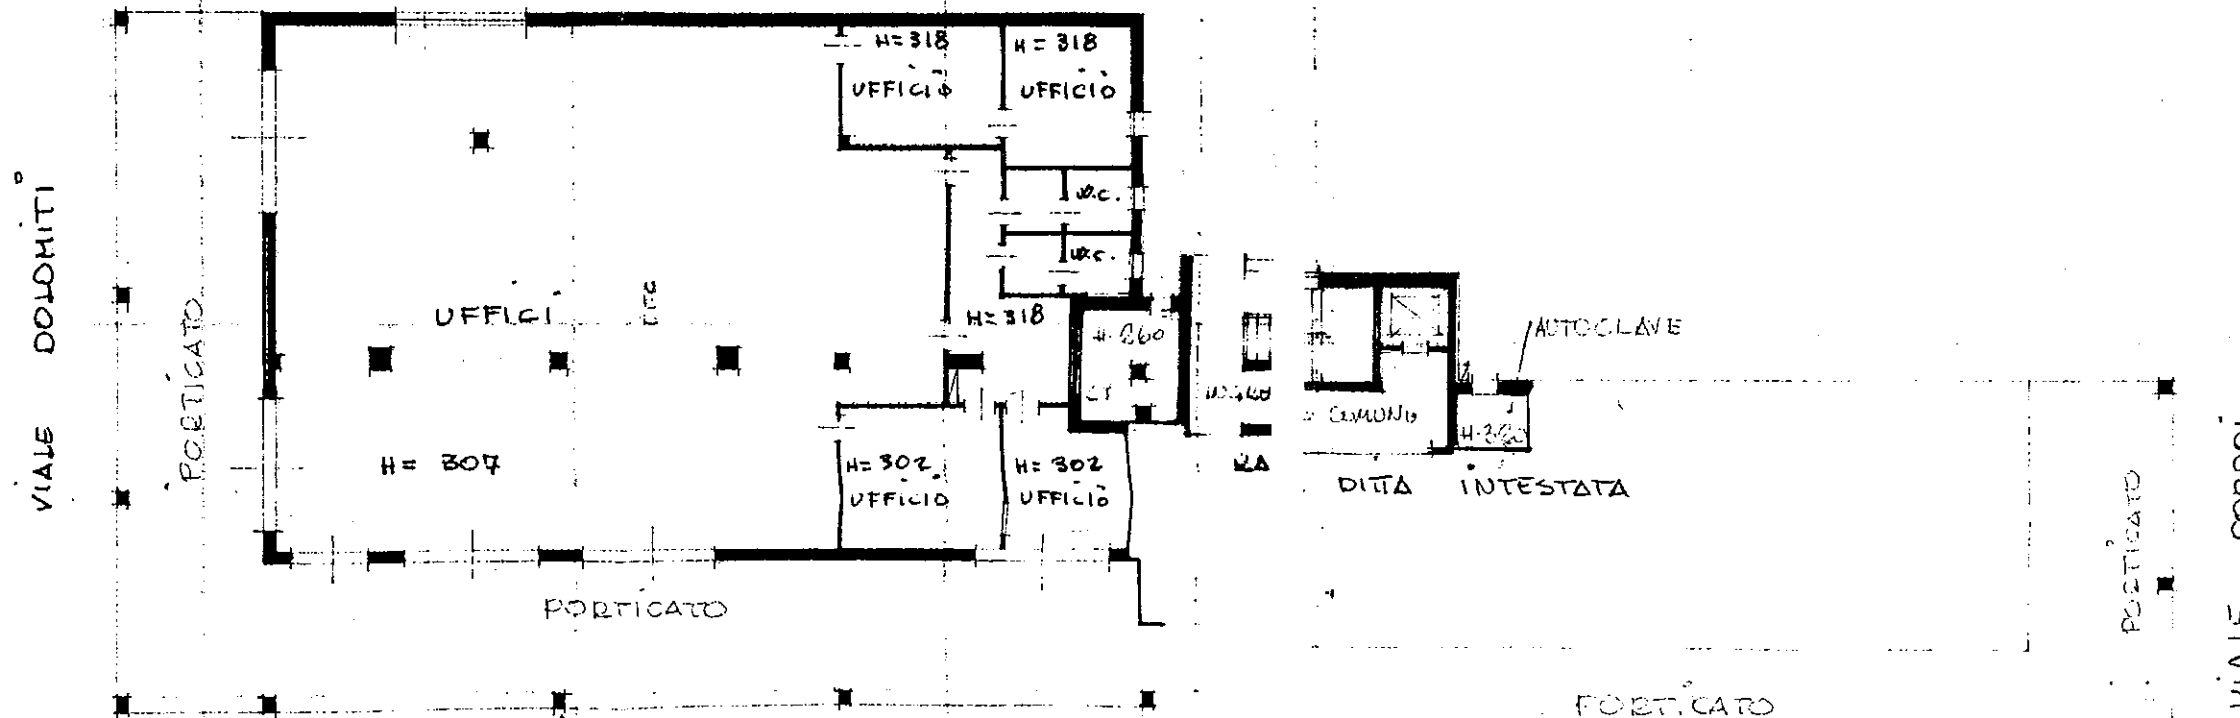 H=318
UFFICIO
H= 318
UFFICIO
W.C.
W.C.
VIALE DOLOMITI
PORTICATO
UFFICI
H=318
H= 307
H=302
UFFICIO
H=302
UFFICIO
PORTICATO
AUTOCLAVE
DITTA INTESTATA
PORTICATO
PORTICATO
VIALE